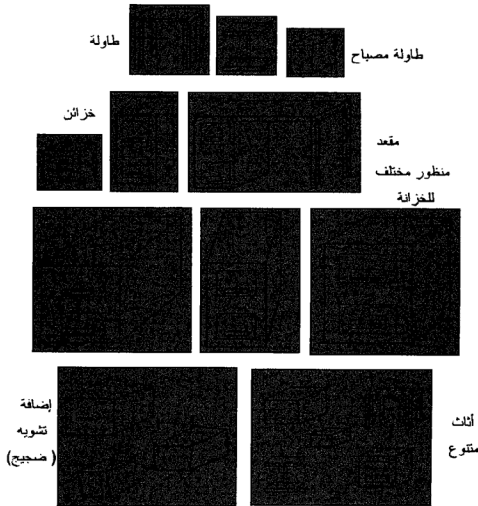 طاولة
طاولة مصباح
خزائن
مقعد
منظور مختلف
للخزانة
إضافة
تشويه
(ضجيج)
أثاث
متنوع